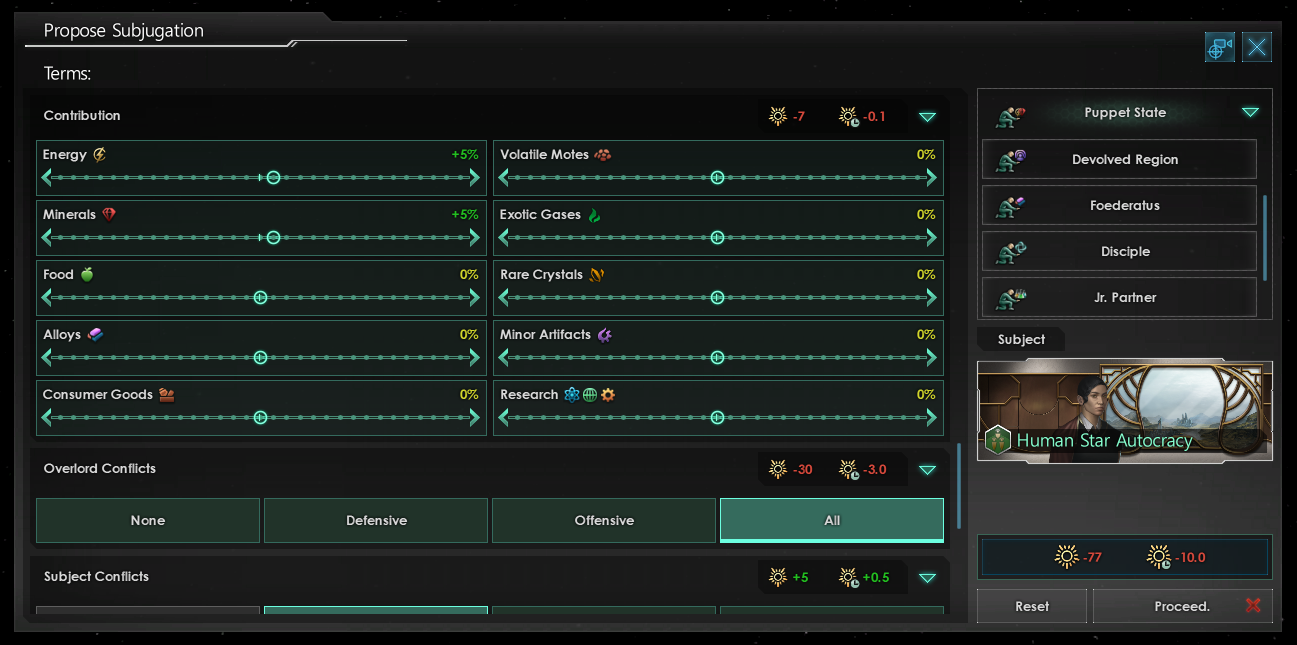 Propose Subjugation
Terms:
Contribution -7 -0.1
Energy +5%
Volatile Motes 0%
Minerals +5%
Exotic Gases 0%
Food 0%
Rare Crystals 0%
Alloys 0%
Minor Artifacts 0%
Consumer Goods 0%
Research 0%
Overlord Conflicts -30 -3.0
None Defensive Offensive All
Subject Conflicts +5 +0.5
Puppet State
Devolved Region
Foederatus
Disciple
Jr. Partner
Subject
Human Star Autocracy
-77 -10.0
Reset Proceed.